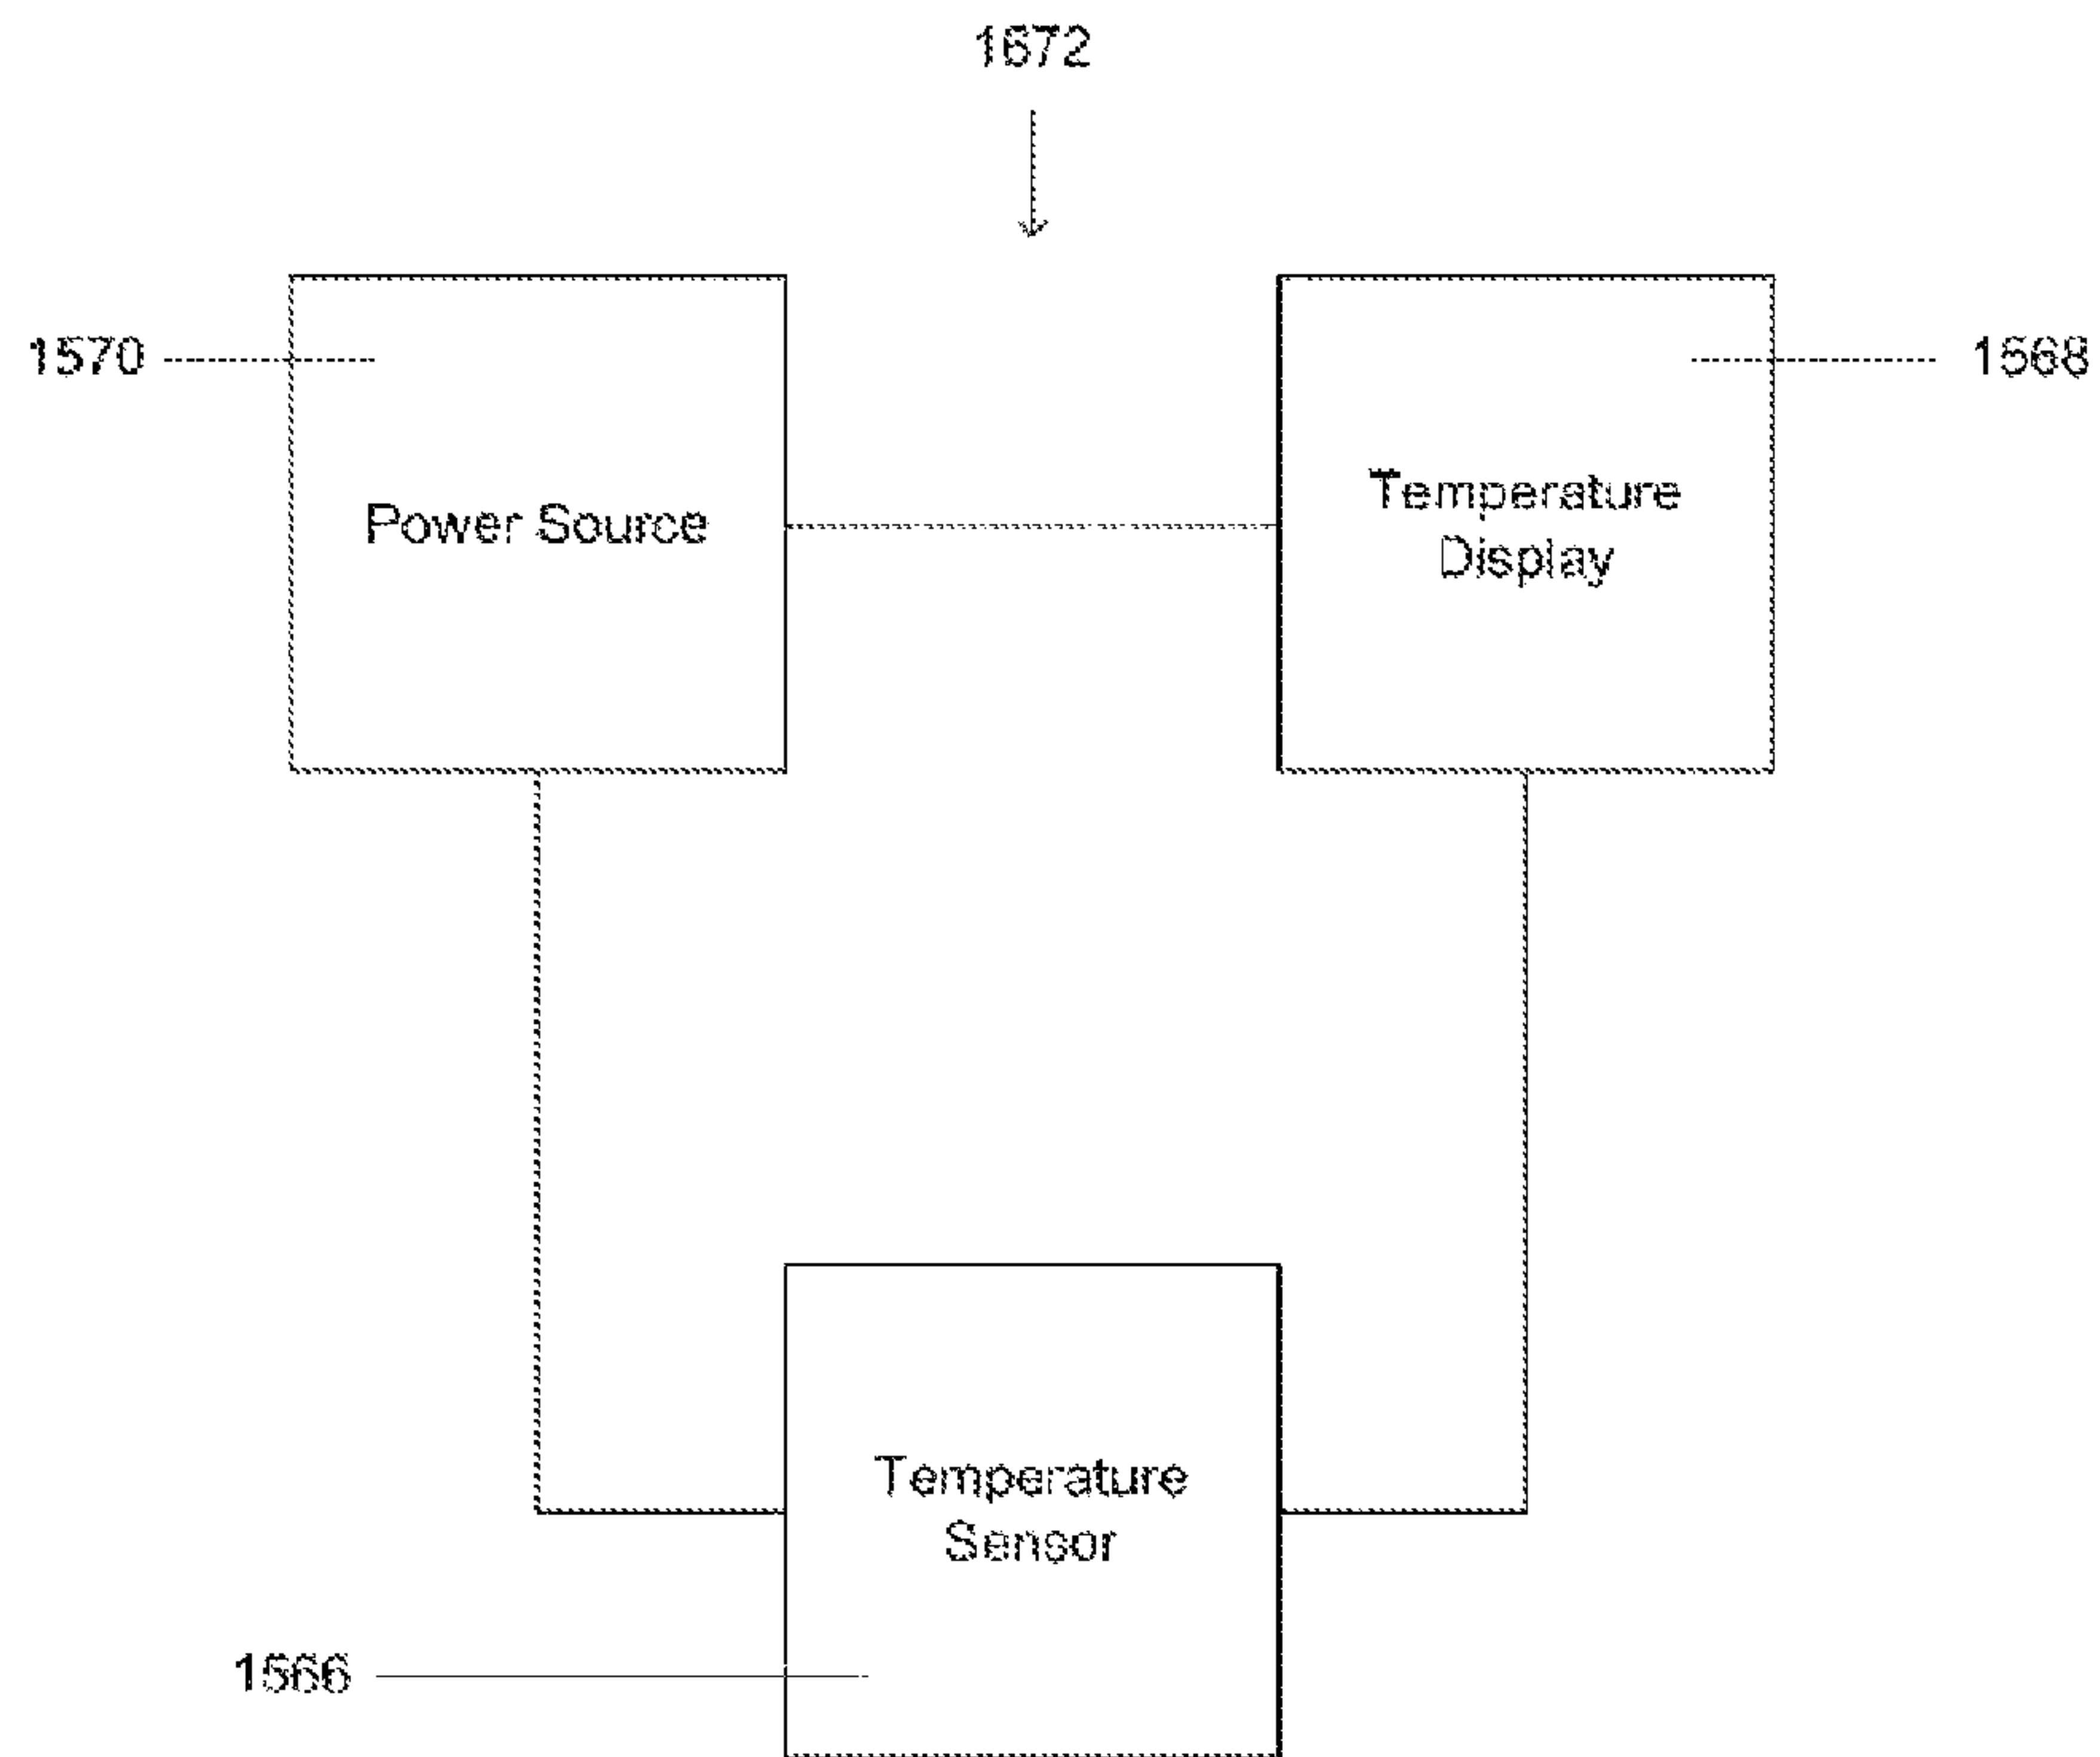 1672
1570
1568
Power Source
Temperature
Display
Temperature
Sensor
1566